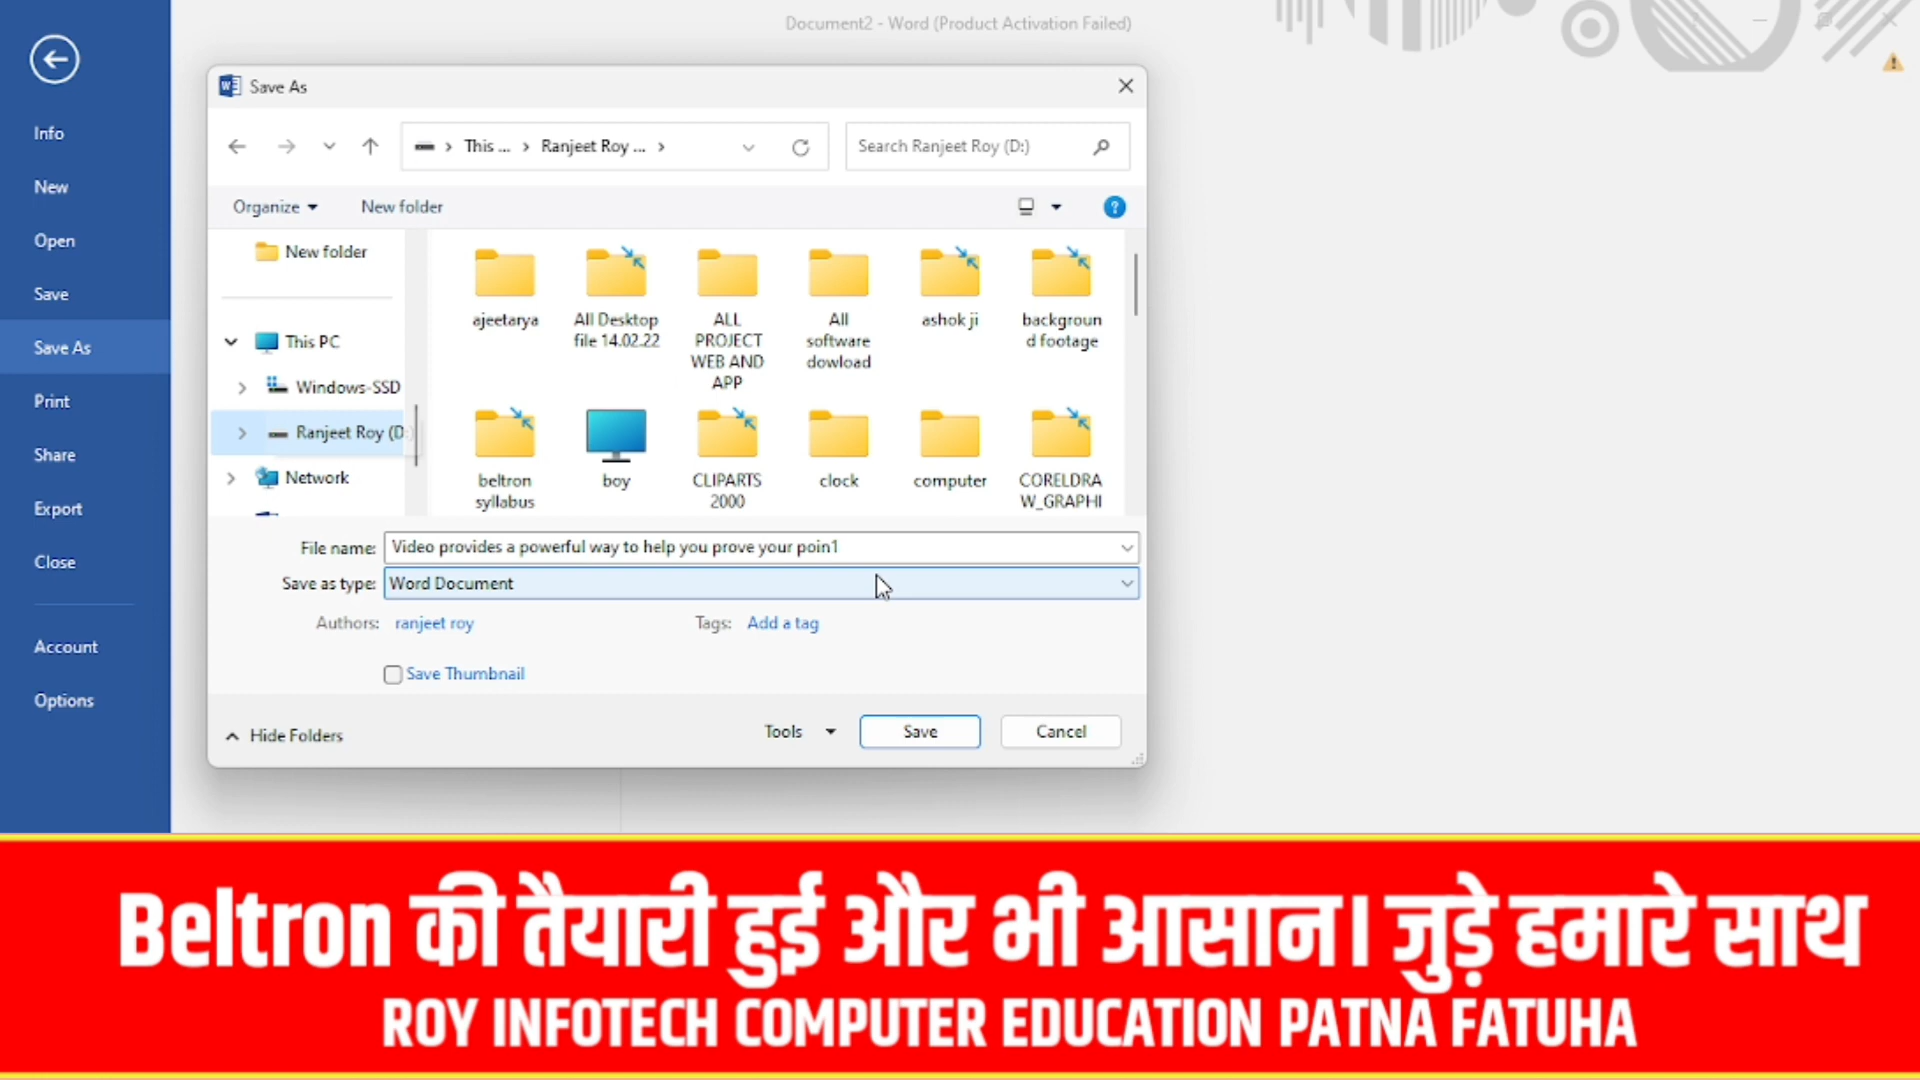 Document2 - Word (Product Activation Failed)
Info
New
Open
Save
Save As
Print
Share
Export
Close
Account
Options
Save As
This ... Ranjeet Roy ...
Search Ranjeet Roy (D:)
Organize
New folder
New folder
This PC
Windows-SSD
Ranjeet Roy (D:
Network
ajeetarya
All Desktop
file 14.02.22
ALL
PROJECT
WEB AND
APP
All
software
dowload
ashok ji
backgroun
d footage
beltron
syllabus
boy
CLIPARTS
2000
clock
computer
CORELDRA
W_GRAPHI
File name: Video provides a powerful way to help you prove your poin1
Save as type: Word Document
Authors: ranjeet roy
Tags: Add a tag
Save Thumbnail
Hide Folders
Tools
Save
Cancel
Beltron की तैयारी हुई और भी आसान। जुड़े हमारे साथ
ROY INFOTECH COMPUTER EDUCATION PATNA FATUHA